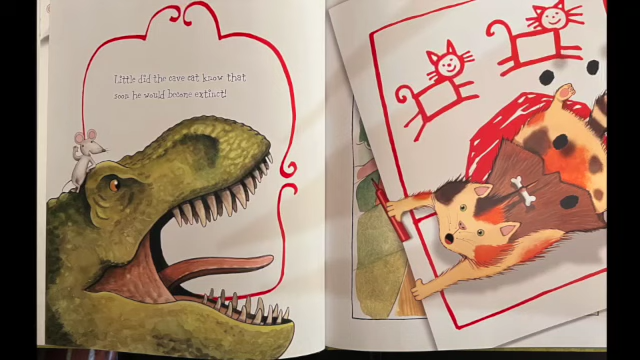 Little did the cave cat know that
soon he would become extinct!